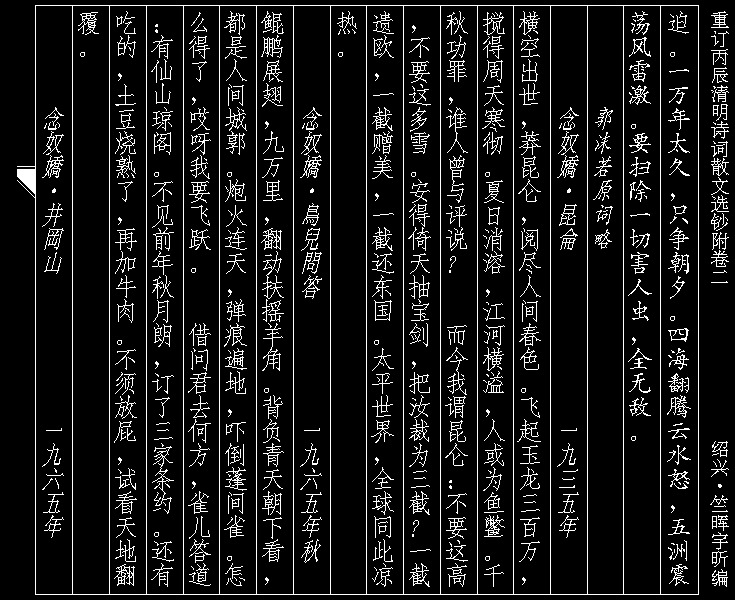 重订丙辰清明诗词散文选钞附卷二 绍兴·竺暉宇昕编
迫。一万年太久，只争朝夕。四海翻腾云水怒，五洲震
荡风雷激。要扫除一切害人虫，全无敌。
郭沫若原词略
念奴嬌·昆侖 一九三五年
横空出世，莽昆仑，阅尽人间春色。飞起玉龙三百万，
搅得周天寒彻。夏日消溶，江河横溢，人或为鱼鳖。千
秋功罪，谁人曾与评说？ 而今我谓昆仑：不要这高
，不要这多雪。安得倚天抽宝剑，把汝裁为三截？一截
遗欧，一截赠美，一截还东国。太平世界，全球同此凉
热。
念奴嬌·鳥兒問答 一九六五年秋
鲲鹏展翅，九万里，翻动扶摇羊角。背负青天朝下看，
都是人间城郭。炮火连天，弹痕遍地，吓倒蓬间雀。怎
么得了，哎呀我要飞跃。 借问君去何方，雀儿答道
：有仙山琼阁。不见前年秋月朗，订了三家条约。还有
吃的，土豆烧熟了，再加牛肉。不须放屁，试看天地翻
覆。
念奴嬌·井岡山 一九六五年